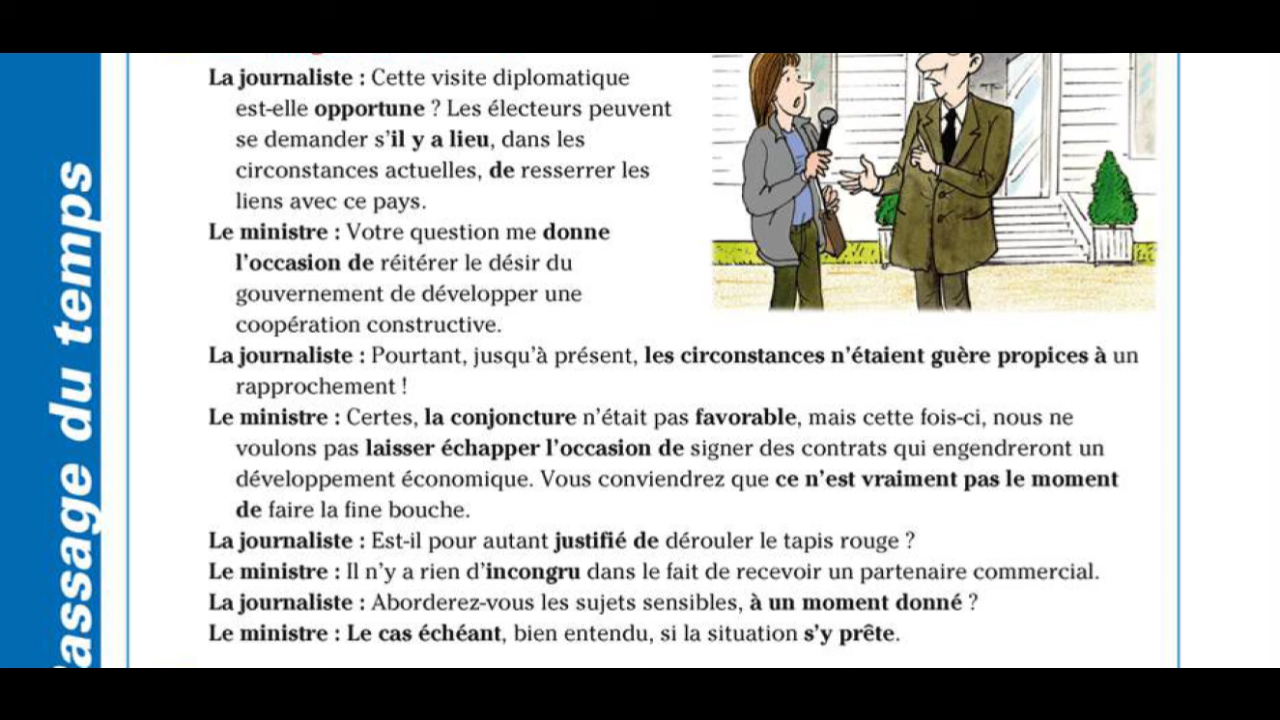 La journaliste : Cette visite diplomatique
est-elle opportune ? Les électeurs peuvent
se demander s'il y a lieu, dans les
circonstances actuelles, de resserrer les
liens avec ce pays.
Le ministre : Votre question me donne
l'occasion de réitérer le désir du
gouvernement de développer une
coopération constructive.
La journaliste : Pourtant, jusqu'à présent, les circonstances n'étaient guère propices à un
rapprochement !
Le ministre : Certes, la conjoncture n'était pas favorable, mais cette fois-ci, nous ne
voulons pas laisser échapper l'occasion de signer des contrats qui engendreront un
développement économique. Vous conviendrez que ce n'est vraiment pas le moment
de faire la fine bouche.
La journaliste : Est-il pour autant justifié de dérouler le tapis rouge ?
Le ministre : Il n'y a rien d'incongru dans le fait de recevoir un partenaire commercial.
La journaliste : Aborderez-vous les sujets sensibles, à un moment donné ?
Le ministre : Le cas échéant, bien entendu, si la situation s'y prête.
assage du temps